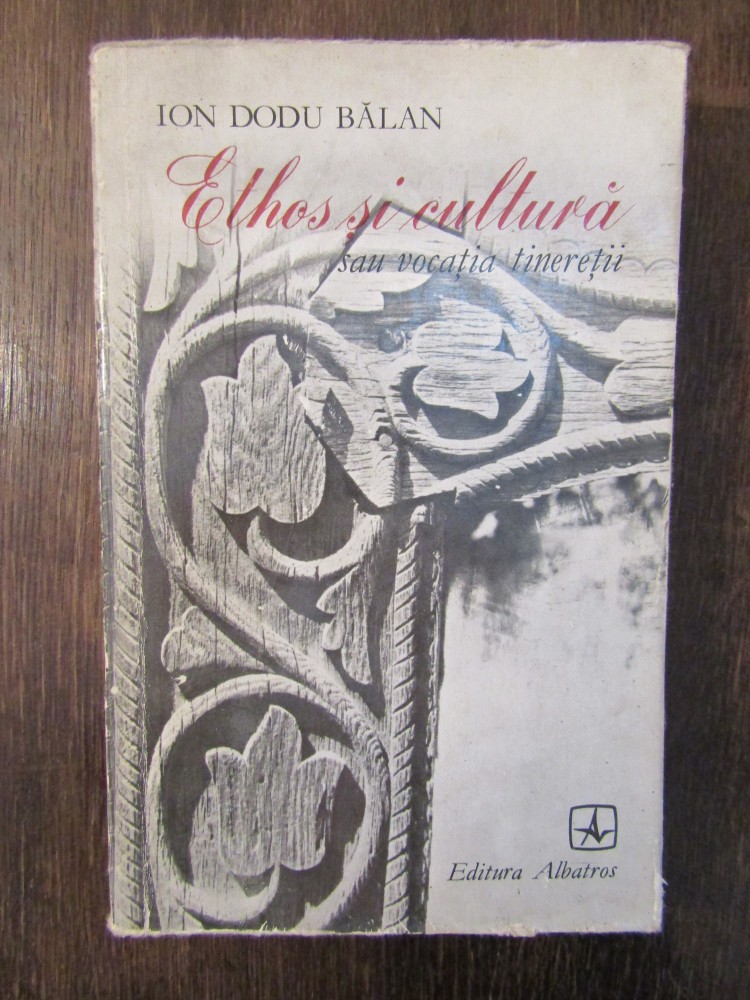 ION DODU BĂLAN
Ethos și cultură
sau vocația tinereții
Editura Albatros